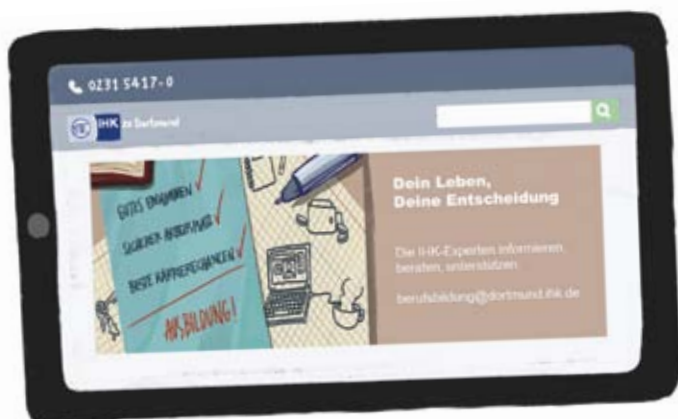 0231 5417-0
IHK zu Dortmund
GUTES EINKOMMEN
SICHERER ARBEITSPLATZ
BESTE KARRIERECHANCEN
AUSBILDUNG!
Dein Leben,
Deine Entscheidung
Die IHK-Experten informieren,
beraten, unterstützen
berufsbildung@dortmund.ihk.de